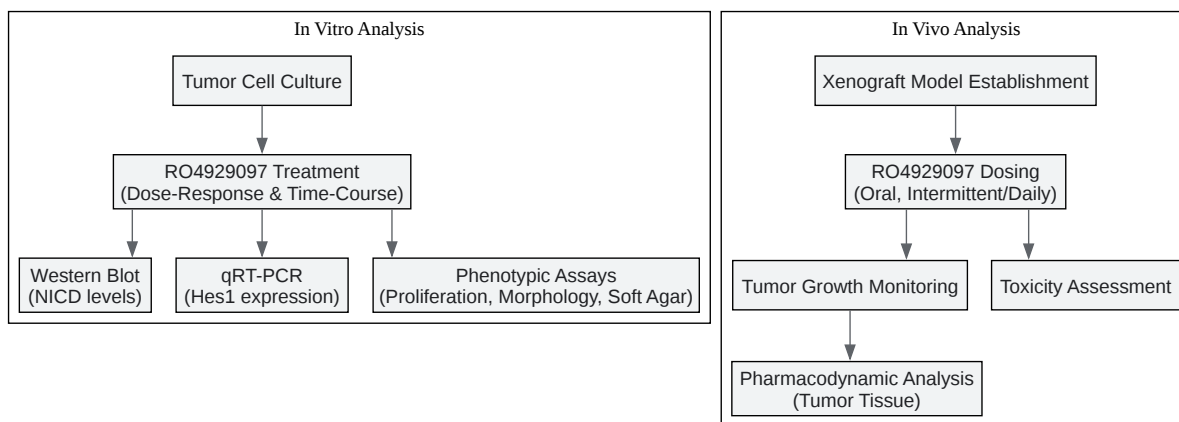 In Vitro Analysis
Tumor Cell Culture
RO4929097 Treatment
(Dose-Response & Time-Course)
Western Blot
(NICD levels)
qRT-PCR
(Hes1 expression)
Phenotypic Assays
(Proliferation, Morphology, Soft Agar)
In Vivo Analysis
Xenograft Model Establishment
RO4929097 Dosing
(Oral, Intermittent/Daily)
Tumor Growth Monitoring
Toxicity Assessment
Pharmacodynamic Analysis
(Tumor Tissue)